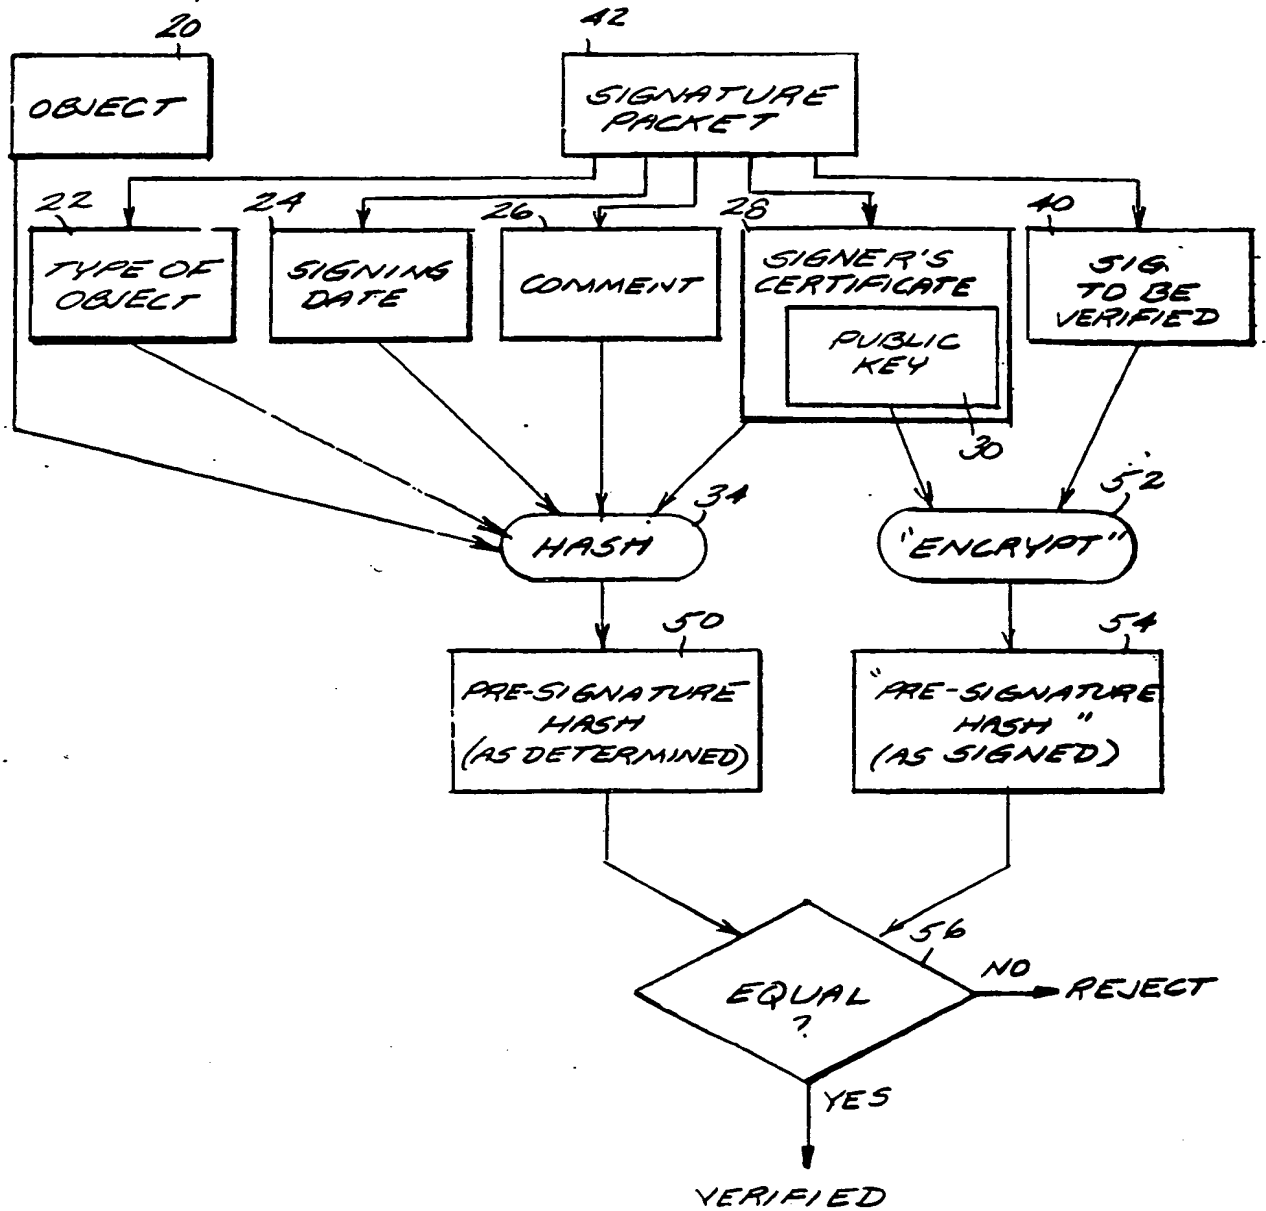 20
42
OBJECT
SIGNATURE
PACKET
22
24
26
28
40
TYPE OF
OBJECT
SIGNING
DATE
COMMENT
SIGNER'S
CERTIFICATE
PUBLIC
KEY
SIG
TO BE
VERIFIED
30
34
52
HASH
"ENCRYPT"
50
54
PRE-SIGNATURE
HASH
(AS DETERMINED)
"PRE-SIGNATURE
HASH"
(AS SIGNED)
56
EQUAL
?
NO
REJECT
YES
VERIFIED